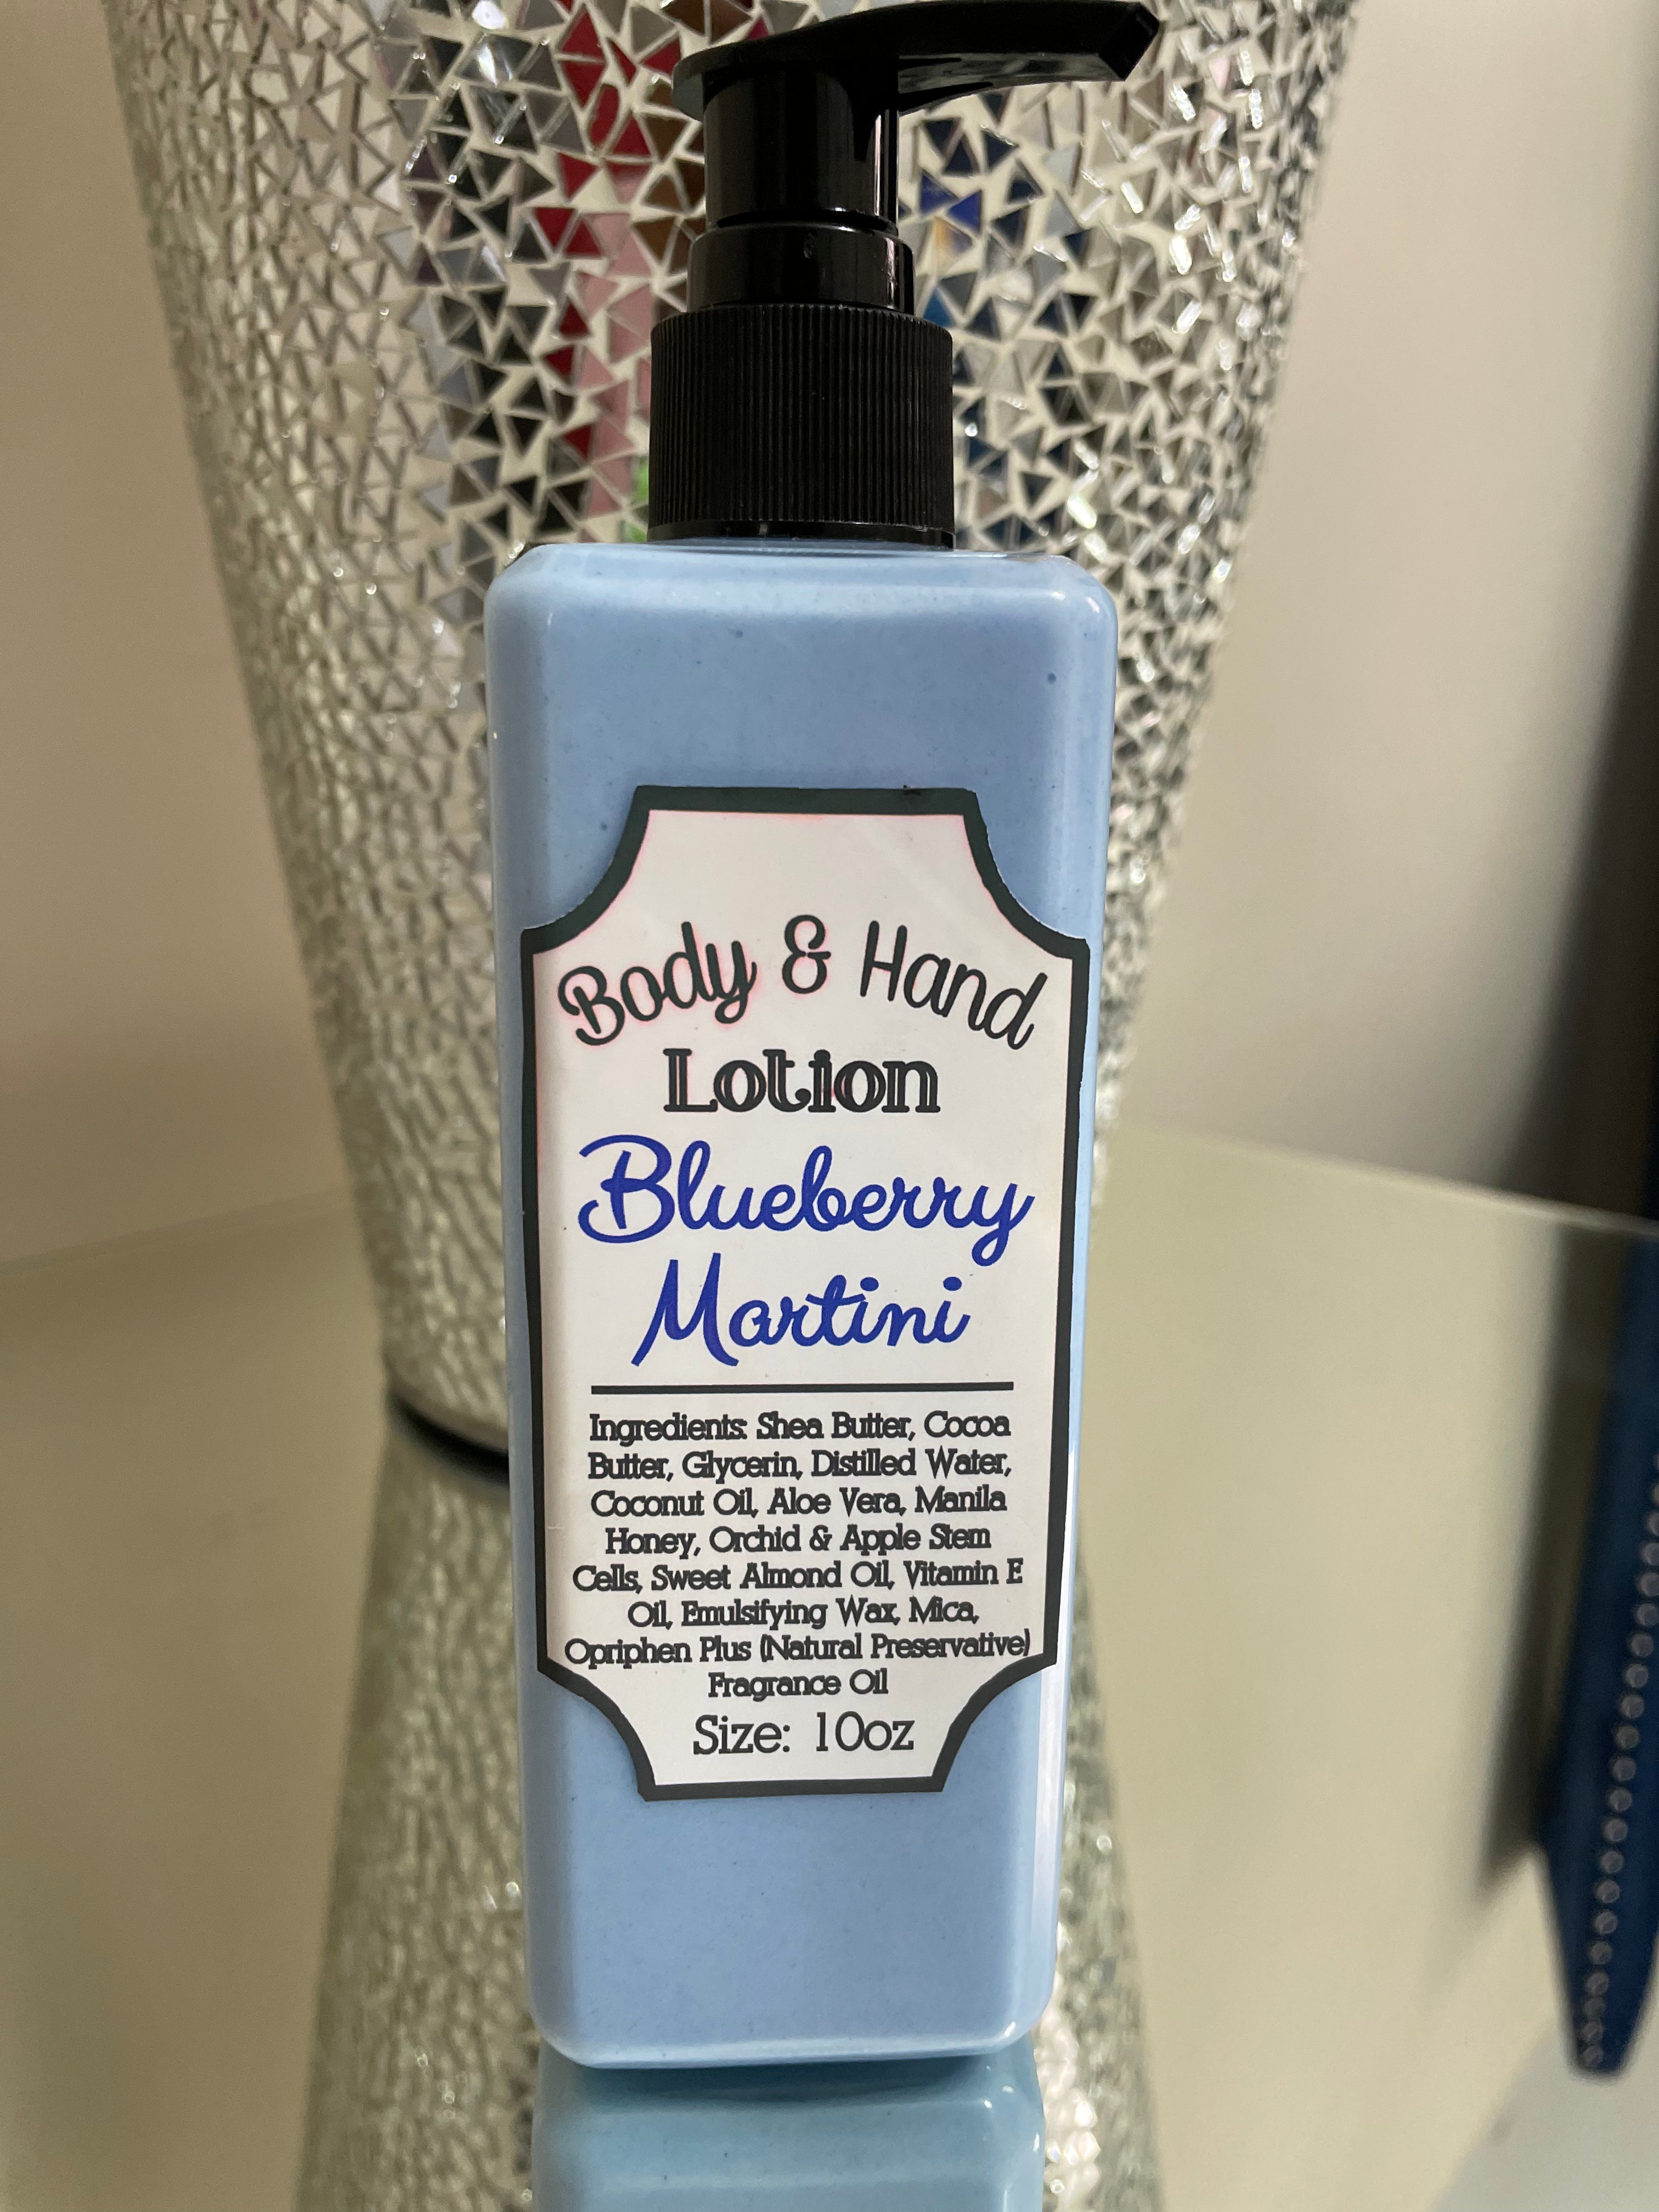 Body & Hand
Lotion
Blueberry
Martini
Ingredients: Shea Butter, Cocoa
Butter, Glycerin, Distilled Water,
Coconut Oil, Aloe Vera, Manila
Honey, Orchid & Apple Stem
Cells, Sweet Almond Oil, Vitamin E
Oil, Emulsifying Wax, Mica,
Opriphen Plus (Natural Preservative)
Fragrance Oil
Size: 10oz